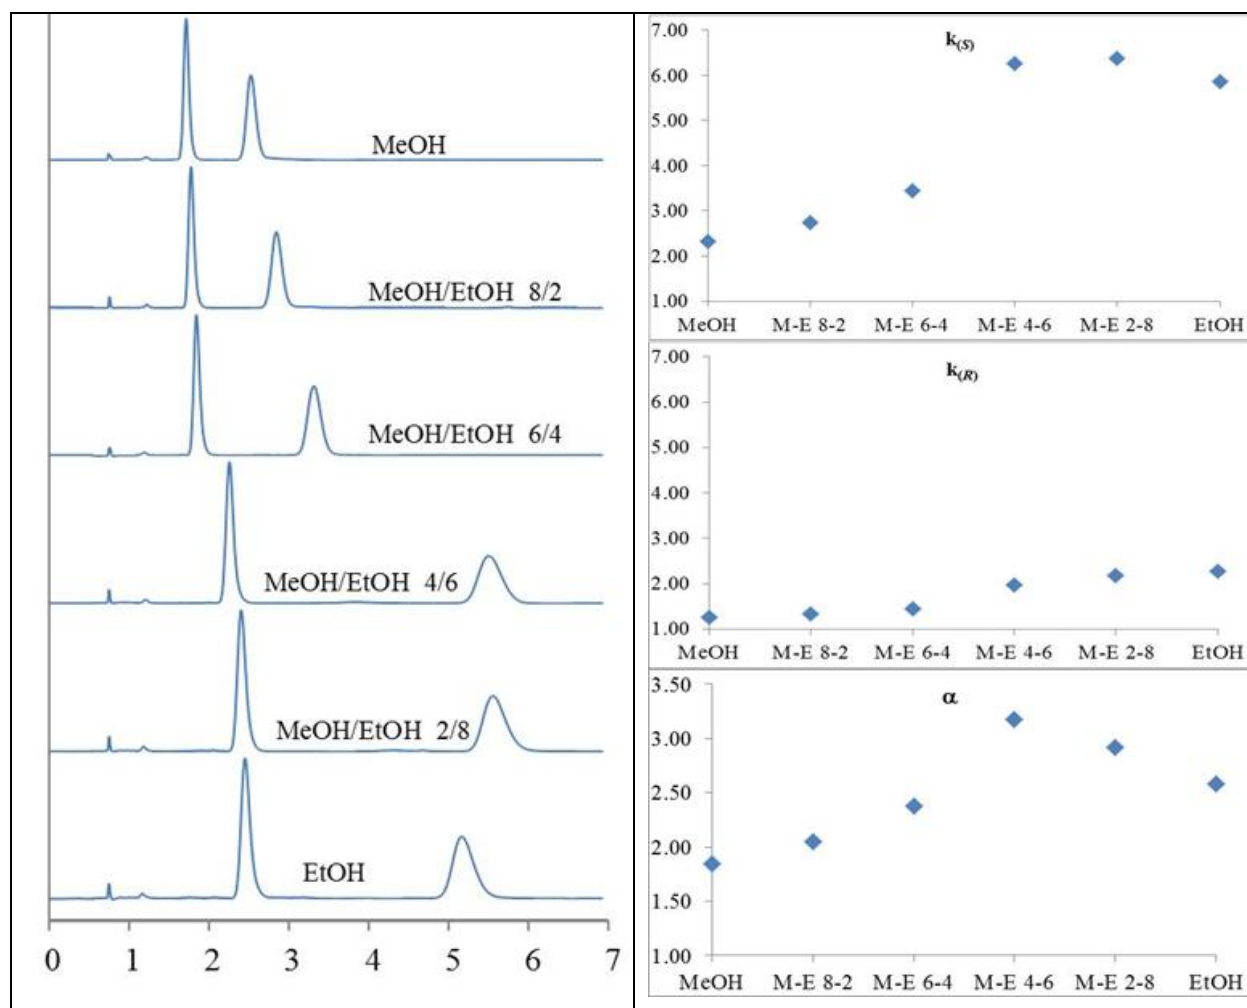 MeOH
MeOH/EtOH 8/2
MeOH/EtOH 6/4
MeOH/EtOH 4/6
MeOH/EtOH 2/8
EtOH
0 1 2 3 4 5 6 7
k(S)
7.00
6.00
5.00
4.00
3.00
2.00
1.00
MeOH M-E 8-2 M-E 6-4 M-E 4-6 M-E 2-8 EtOH
k(R)
7.00
6.00
5.00
4.00
3.00
2.00
1.00
MeOH M-E 8-2 M-E 6-4 M-E 4-6 M-E 2-8 EtOH
α
3.50
3.00
2.50
2.00
1.50
1.00
MeOH M-E 8-2 M-E 6-4 M-E 4-6 M-E 2-8 EtOH